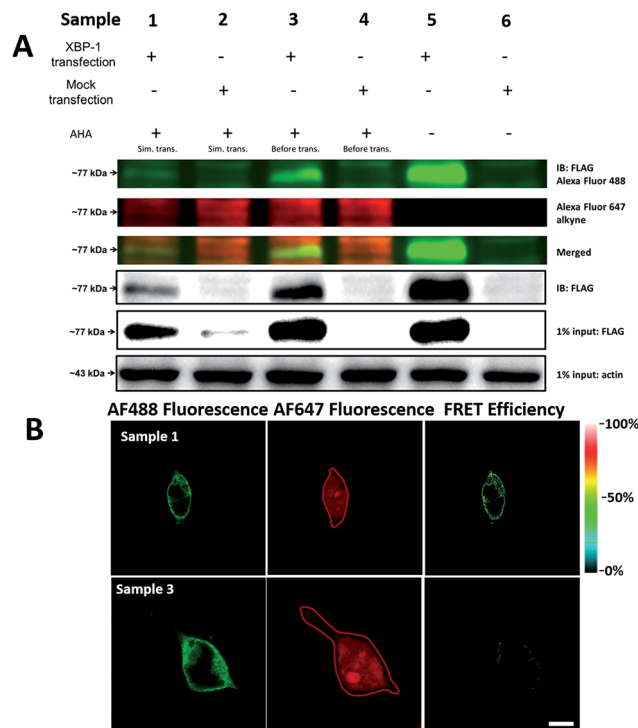 Sample 1 2 3 4 5 6
A
XBP-1
transfection + - + - + -
Mock
transfection - + - + - +
AHA + + + + - -
Sim. trans. Sim. trans. Before trans. Before trans.
~77 kDa IB: FLAG
Alexa Fluor 488
~77 kDa Alexa Fluor 647
alkyne
~77 kDa Merged
~77 kDa IB: FLAG
~77 kDa 1% input: FLAG
~43 kDa 1% input: actin
B
AF488 Fluorescence AF647 Fluorescence FRET Efficiency
Sample 1
-100%
-50%
-0%
Sample 3